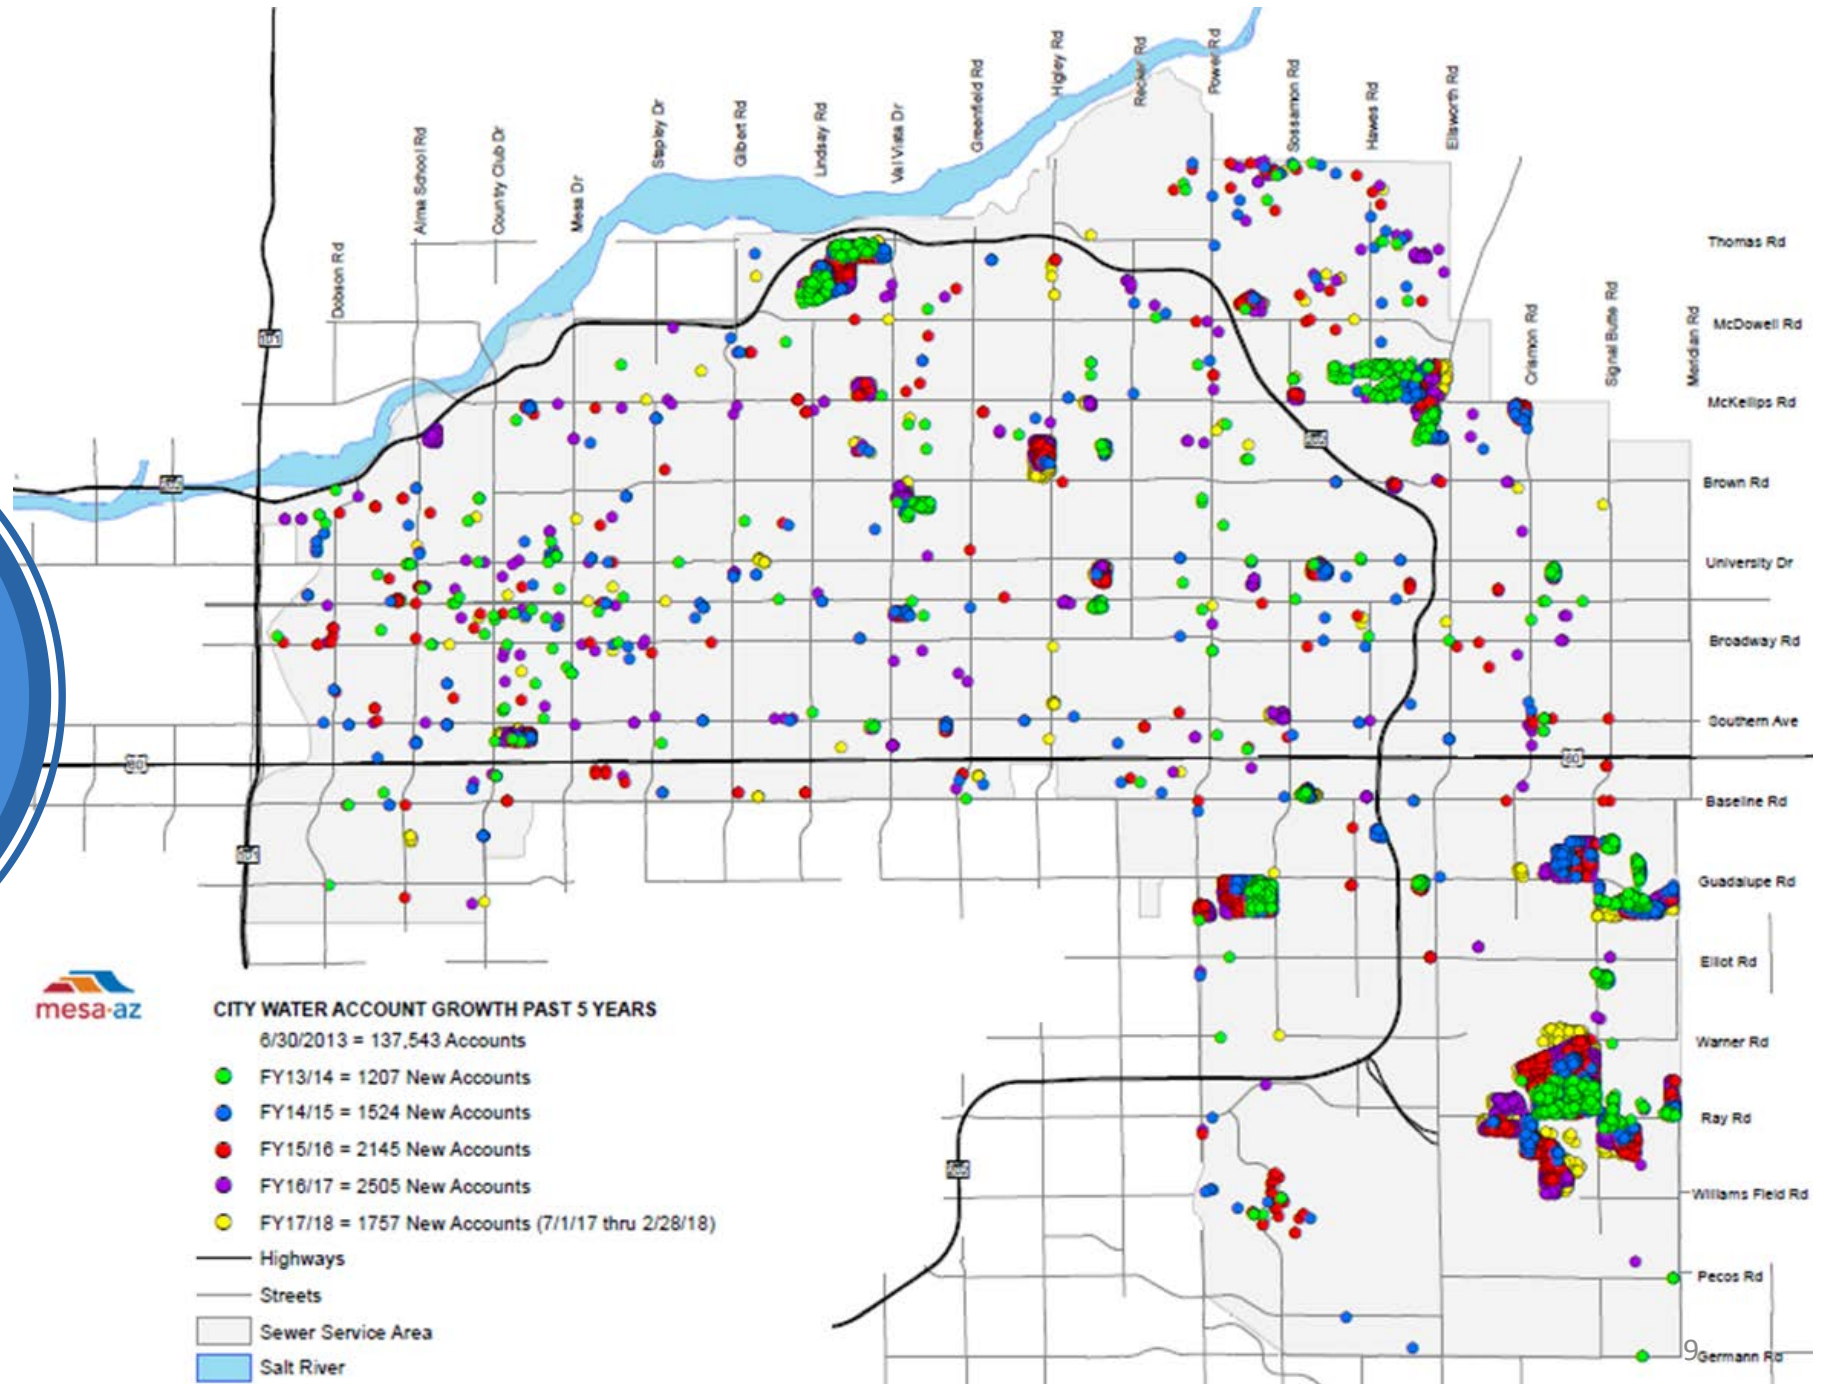 Dobson Rd
Alma School Rd
Country Club Dr
Mesa Dr
Stapley Dr
Gilbert Rd
Lindsay Rd
Val Vista Dr
Greenfield Rd
Higley Rd
Recker Rd
Power Rd
Sossamon Rd
Hawes Rd
Ellsworth Rd
Crismon Rd
Signal Butte Rd
Meridian Rd
Thomas Rd
McDowell Rd
McKellips Rd
Brown Rd
University Dr
Broadway Rd
Southern Ave
Baseline Rd
Guadalupe Rd
Elliot Rd
Warner Rd
Ray Rd
Williams Field Rd
Pecos Rd
Germann Rd
101
202
202
60
60
101
202
mesa·az
CITY WATER ACCOUNT GROWTH PAST 5 YEARS
6/30/2013 = 137,543 Accounts
FY13/14 = 1207 New Accounts
FY14/15 = 1524 New Accounts
FY15/16 = 2145 New Accounts
FY16/17 = 2505 New Accounts
FY17/18 = 1757 New Accounts (7/1/17 thru 2/28/18)
Highways
Streets
Sewer Service Area
Salt River
9